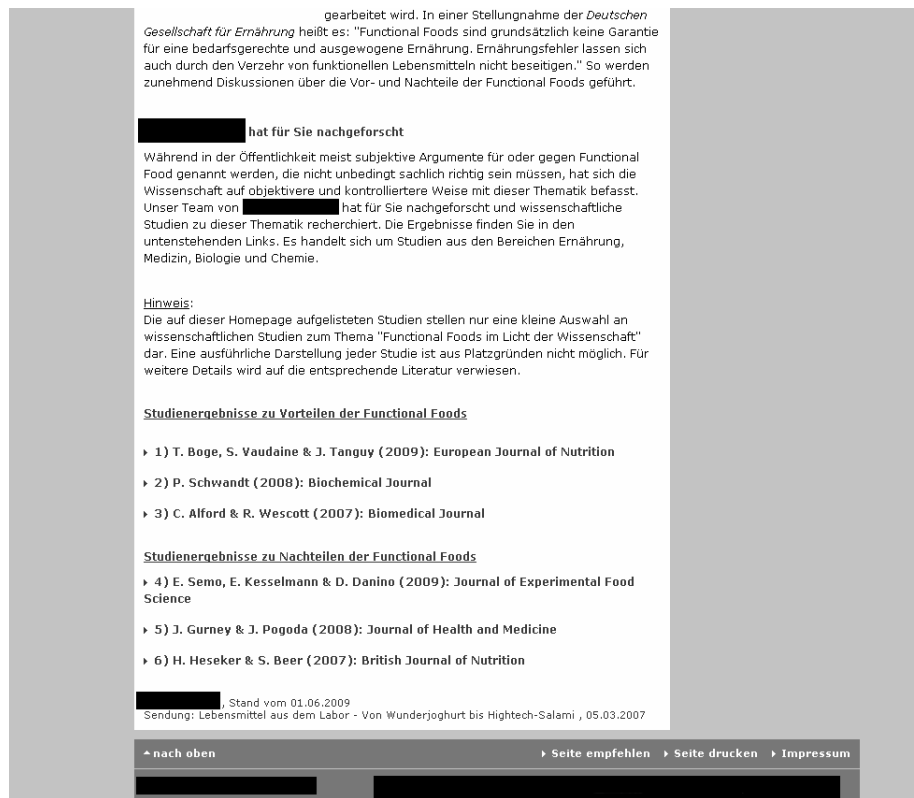 gearbeitet wird. In einer Stellungnahme der Deutschen
Gesellschaft für Ernährung heißt es: "Functional Foods sind grundsätzlich keine Garantie
für eine bedarfsgerechte und ausgewogene Ernährung. Ernährungsfehler lassen sich
auch durch den Verzehr von funktionellen Lebensmitteln nicht beseitigen." So werden
zunehmend Diskussionen über die Vor- und Nachteile der Functional Foods geführt.
hat für Sie nachgeforscht
Während in der Öffentlichkeit meist subjektive Argumente für oder gegen Functional
Food genannt werden, die nicht unbedingt sachlich richtig sein müssen, hat sich die
Wissenschaft auf objektivere und kontrolliertere Weise mit dieser Thematik befasst.
Unser Team von hat für Sie nachgeforscht und wissenschaftliche
Studien zu dieser Thematik recherchiert. Die Ergebnisse finden Sie in den
untenstehenden Links. Es handelt sich um Studien aus den Bereichen Ernährung,
Medizin, Biologie und Chemie.
Hinweis:
Die auf dieser Homepage aufgelisteten Studien stellen nur eine kleine Auswahl an
wissenschaftlichen Studien zum Thema "Functional Foods im Licht der Wissenschaft"
dar. Eine ausführliche Darstellung jeder Studie ist aus Platzgründen nicht möglich. Für
weitere Details wird auf die entsprechende Literatur verwiesen.
Studienergebnisse zu Vorteilen der Functional Foods
1) T. Boge, S. Vaudaine & J. Tanguy (2009): European Journal of Nutrition
2) P. Schwandt (2008): Biochemical Journal
3) C. Alford & R. Wescott (2007): Biomedical Journal
Studienergebnisse zu Nachteilen der Functional Foods
4) E. Semo, E. Kesselmann & D. Danino (2009): Journal of Experimental Food
Science
5) J. Gurney & J. Pogoda (2008): Journal of Health and Medicine
6) H. Heseker & S. Beer (2007): British Journal of Nutrition
, Stand vom 01.06.2009
Sendung: Lebensmittel aus dem Labor - Von Wunderjoghurt bis Hightech-Salami , 05.03.2007
nach oben Seite empfehlen Seite drucken Impressum